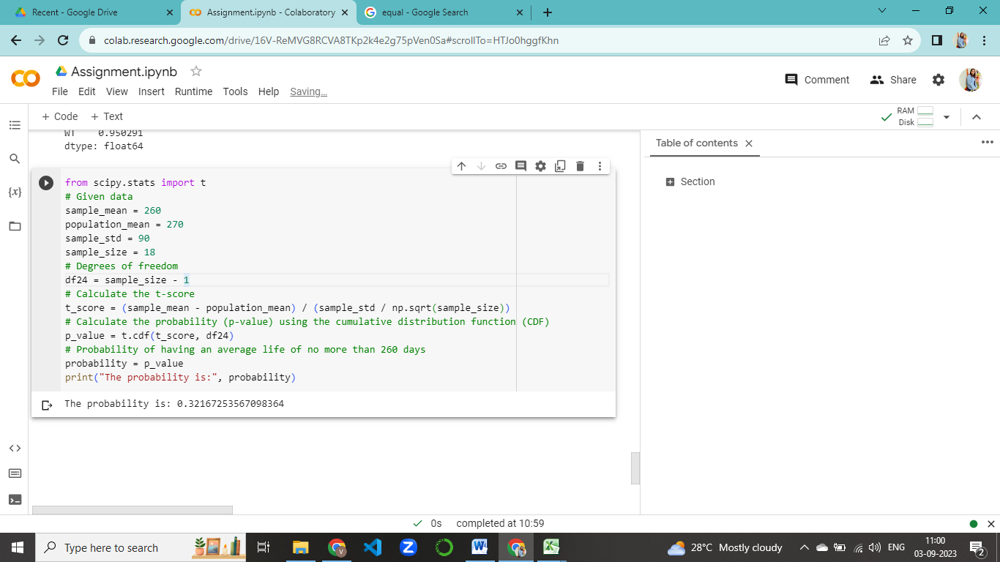 Recent - Google Drive
Assignment.ipynb - Colaboratory
equal - Google Search
colab.research.google.com/drive/16V-ReMVG8RCVA8TKp2k4e2g75pVen0Sa#scrollTo=HTJo0hggfKhn
Assignment.ipynb
Comment
Share
File Edit View Insert Runtime Tools Help Saving...
+ Code + Text
RAM
Disk
WT 0.950291
dtype: float64
Table of contents
Section
{x}
from scipy.stats import t
# Given data
sample_mean = 260
population_mean = 270
sample_std = 90
sample_size = 18
# Degrees of freedom
df24 = sample_size - 1
# Calculate the t-score
t_score = (sample_mean - population_mean) / (sample_std / np.sqrt(sample_size))
# Calculate the probability (p-value) using the cumulative distribution function (CDF)
p_value = t.cdf(t_score, df24)
# Probability of having an average life of no more than 260 days
probability = p_value
print("The probability is:", probability)
The probability is: 0.32167253567098364
0s completed at 10:59
Type here to search
28°C Mostly cloudy
ENG
11:00
03-09-2023
2